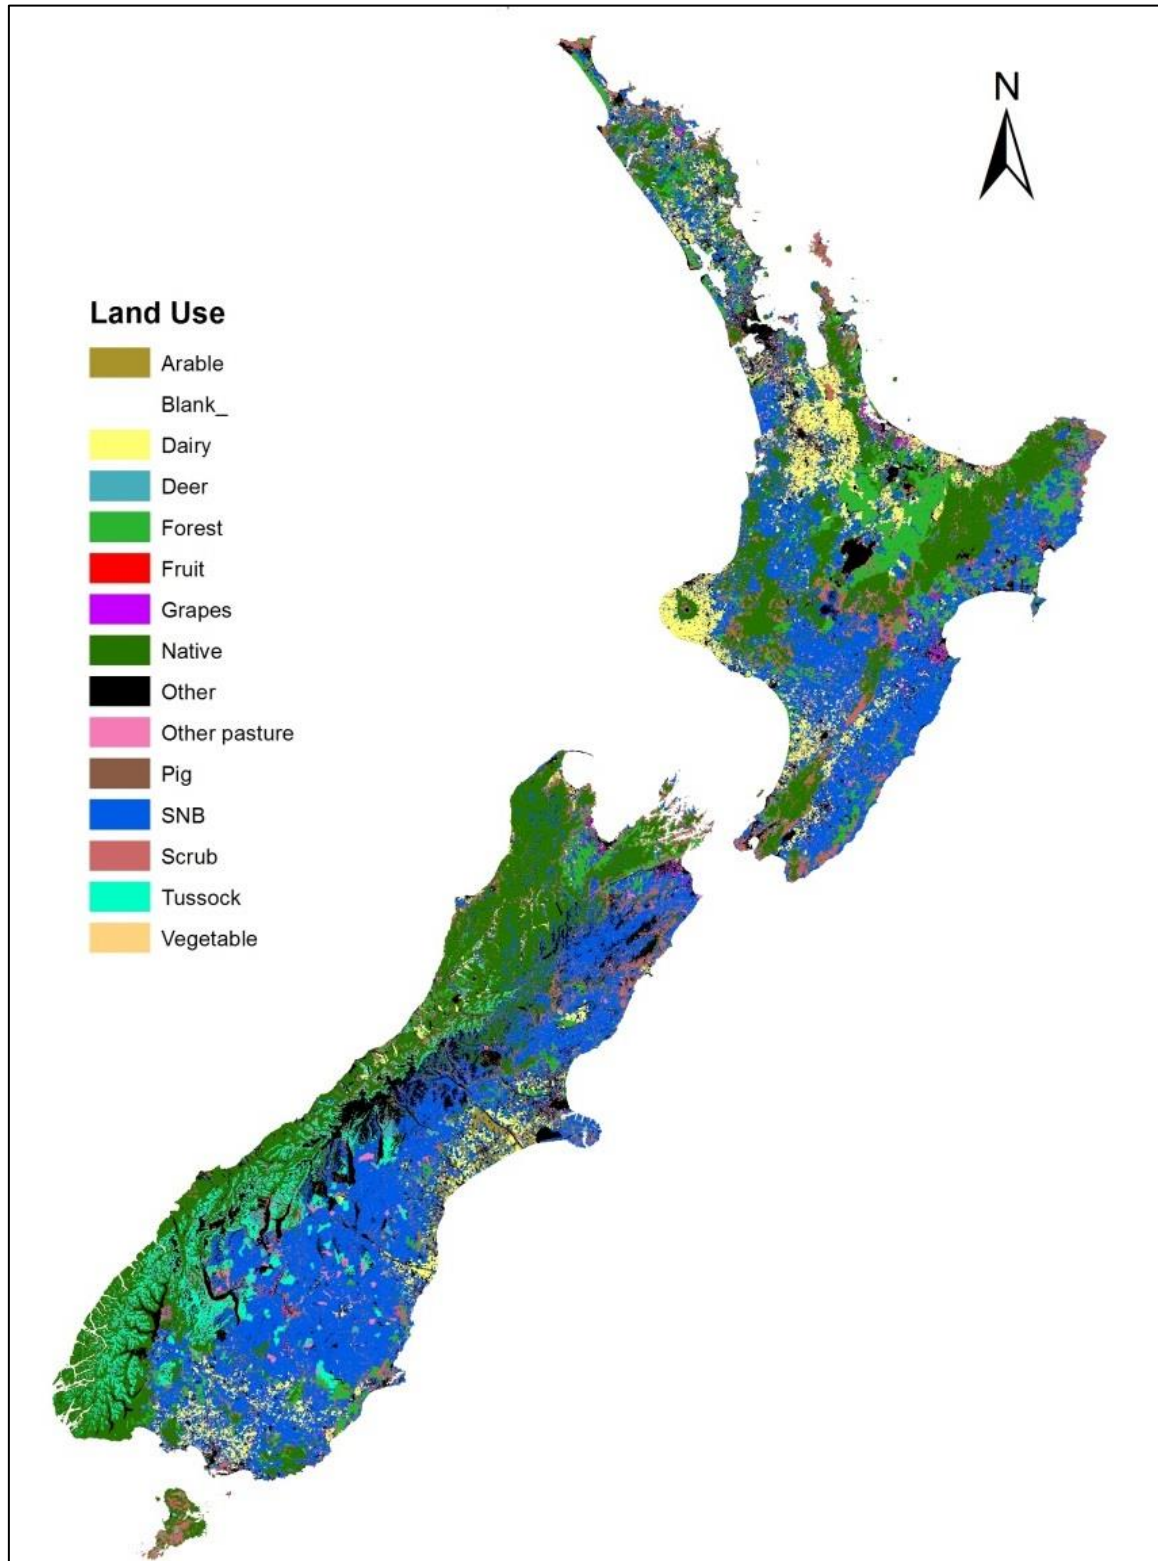 N
Land Use
Arable
Blank_
Dairy
Deer
Forest
Fruit
Grapes
Native
Other
Other pasture
Pig
SNB
Scrub
Tussock
Vegetable